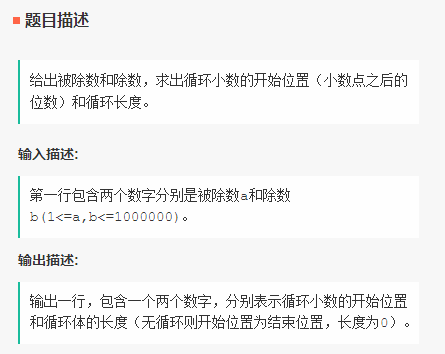 题目描述
给出被除数和除数，求出循环小数的开始位置（小数点之后的
位数）和循环长度。
输入描述:
第一行包含两个数字分别是被除数a和除数
b(1<=a,b<=1000000)。
输出描述:
输出一行，包含一个两个数字，分别表示循环小数的开始位置
和循环体的长度（无循环则开始位置为结束位置，长度为0）。